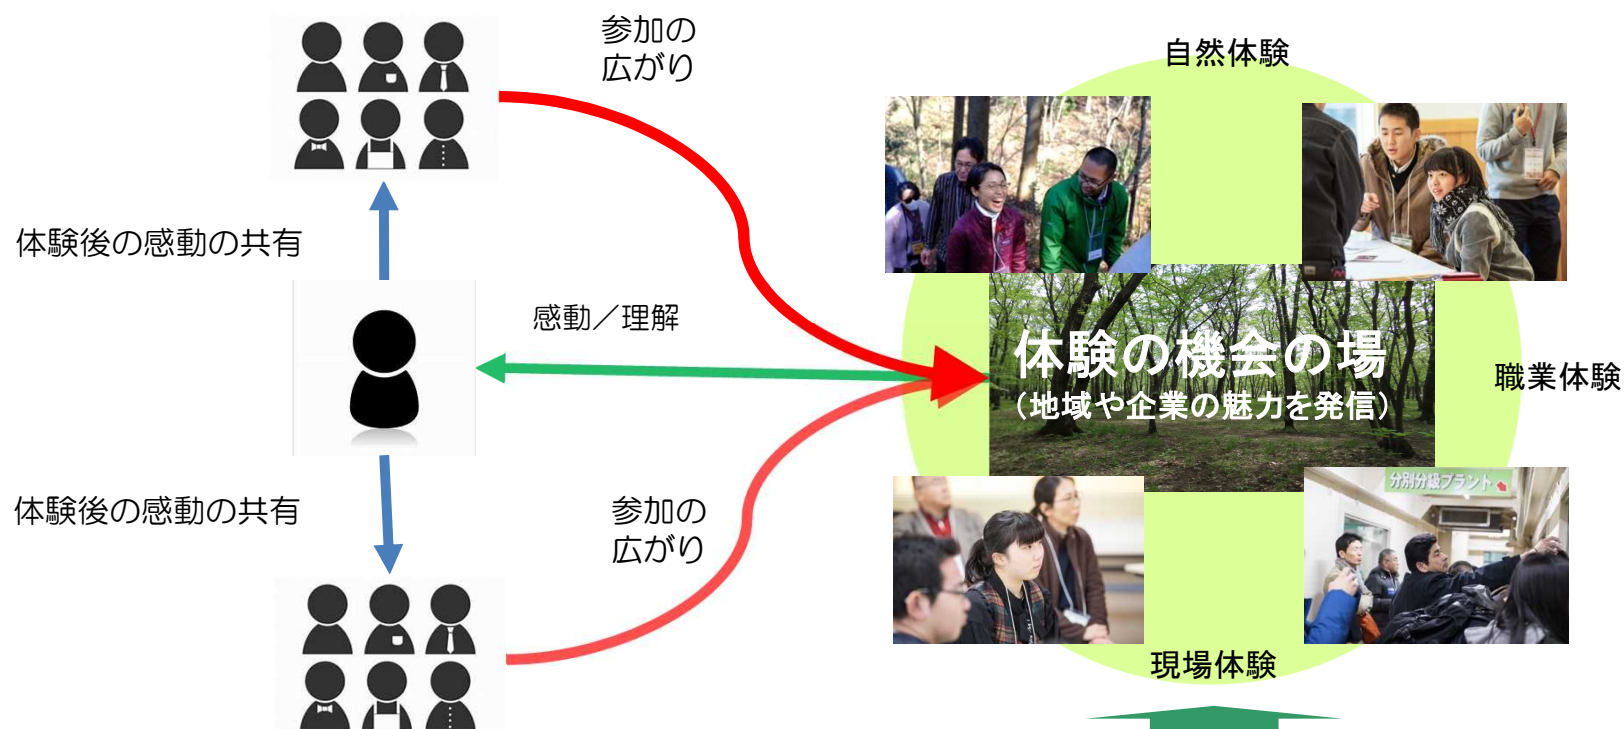 参加の
広がり
体験後の感動の共有
感動／理解
体験後の感動の共有
参加の
広がり
自然体験
体験の機会の場
（地域や企業の魅力を発信）
職業体験
分別分級プラント
現場体験